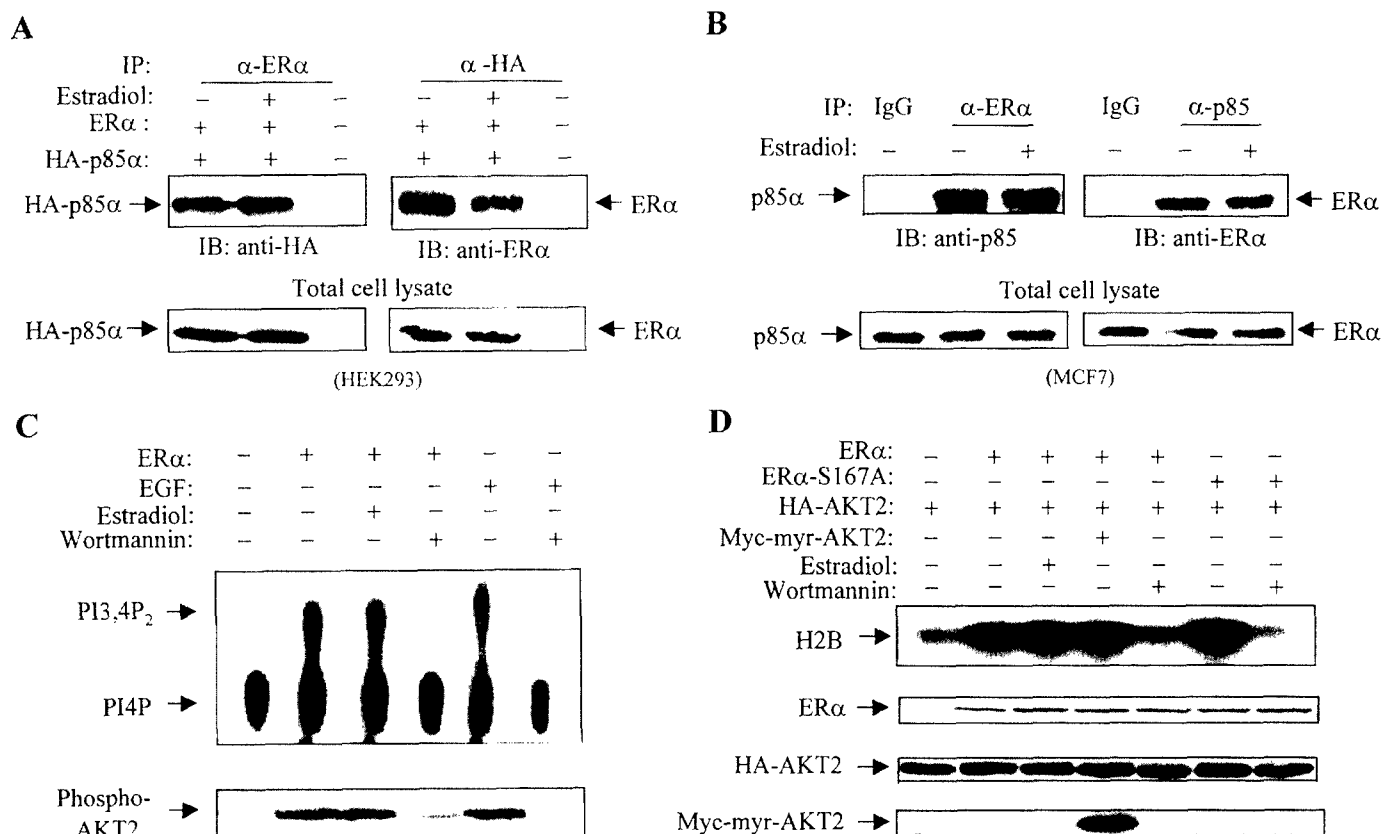 A
IP: α-ERα α -HA
Estradiol: − + − − + −
ERα : + + − + + −
HA-p85α: + + − + + −
HA-p85α ERα
IB: anti-HA IB: anti-ERα
Total cell lysate
HA-p85α ERα
(HEK293)
B
IP: IgG α-ERα IgG α-p85
Estradiol: − − + − − +
p85α ERα
IB: anti-p85 IB: anti-ERα
Total cell lysate
p85α ERα
(MCF7)
C
ERα: − + + + − −
EGF: − − − − + +
Estradiol: − − + − − −
Wortmannin: − − − + − +
PI3,4P₂
PI4P
Phospho-
AKT2
D
ERα: − + + + + − −
ERα-S167A: − − − − − + +
HA-AKT2: + + + + + + +
Myc-myr-AKT2: − − − + − − −
Estradiol: − − + − − − −
Wortmannin: − − − − + − +
H2B
ERα
HA-AKT2
Myc-myr-AKT2